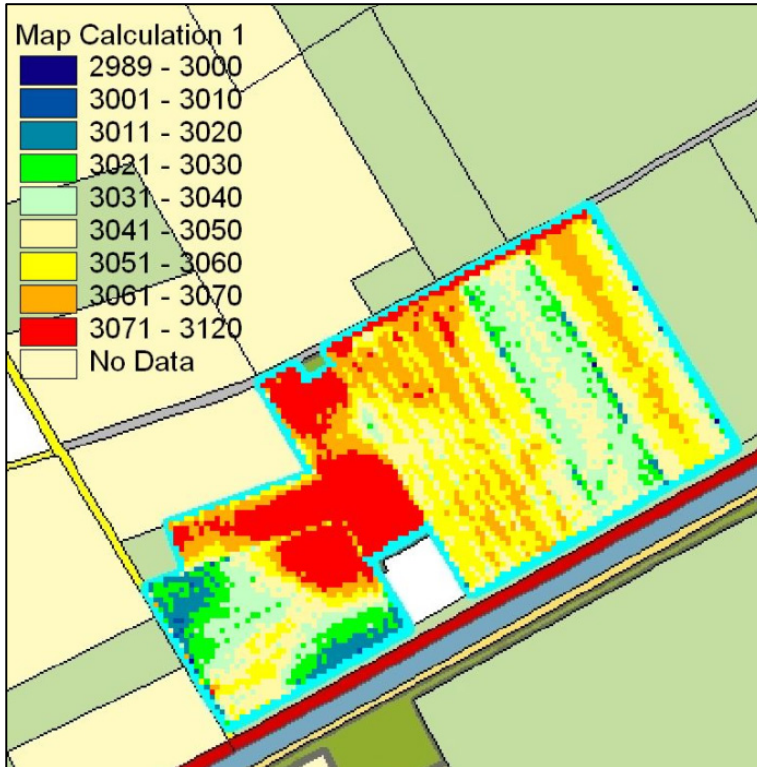 Map Calculation 1
2989 - 3000
3001 - 3010
3011 - 3020
3021 - 3030
3031 - 3040
3041 - 3050
3051 - 3060
3061 - 3070
3071 - 3120
No Data